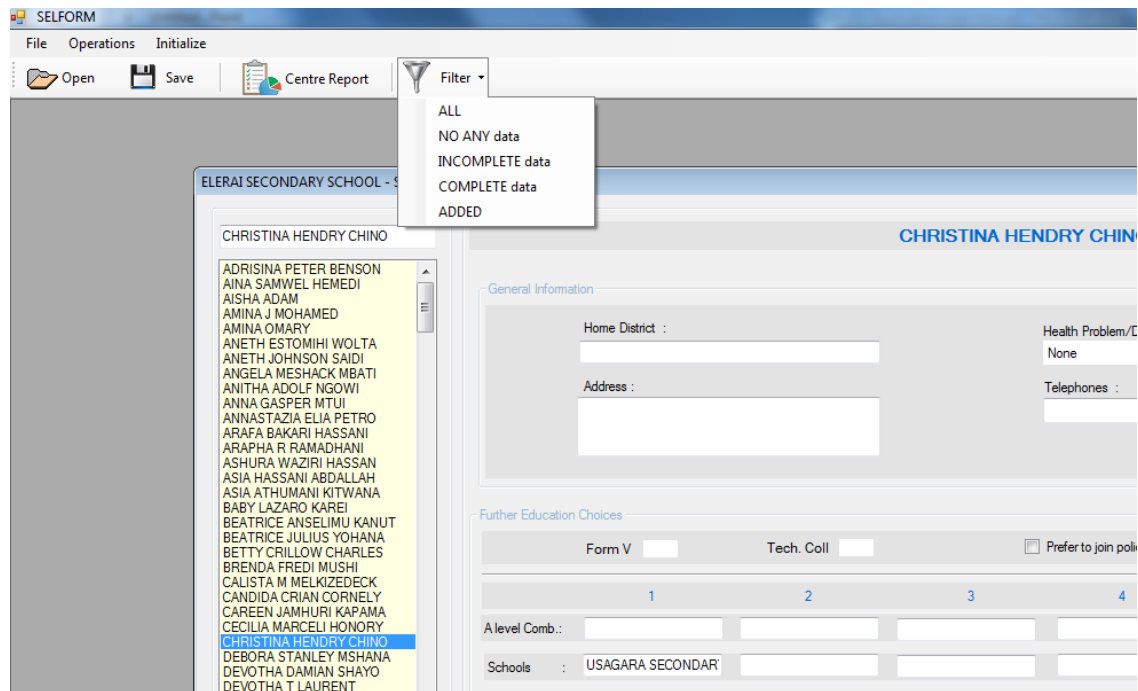 SELFORM
File Operations Initialize
Open Save Centre Report Filter
ALL
NO ANY data
INCOMPLETE data
COMPLETE data
ADDED
ELERAI SECONDARY SCHOOL - S
CHRISTINA HENDRY CHINO
ADRISINA PETER BENSON
AINA SAMWEL HEMEDI
AISHA ADAM
AMINA J MOHAMED
AMINA OMARY
ANETH ESTOMIHI WOLTA
ANETH JOHNSON SAIDI
ANGELA MESHACK MBATI
ANITHA ADOLF NGOWI
ANNA GASPER MTUI
ANNASTAZIA ELIA PETRO
ARAFA BAKARI HASSANI
ARAPHA R RAMADHANI
ASHURA WAZIRI HASSAN
ASIA HASSANI ABDALLAH
ASIA ATHUMANI KITWANA
BABY LAZARO KAREI
BEATRICE ANSELIMU KANUT
BEATRICE JULIUS YOHANA
BETTY CRILLOW CHARLES
BRENDA FREDI MUSHI
CALISTA M MELKIZEDECK
CANDIDA CRIAN CORNELY
CAREEN JAMHURI KAPAMA
CECILIA MARCELI HONORY
CHRISTINA HENDRY CHINO
DEBORA STANLEY MSHANA
DEVOTHA DAMIAN SHAYO
DEVOTHA T LAURENT
CHRISTINA HENDRY CHINO
General Information
Home District : Health Problem/D
None
Address : Telephones :
Further Education Choices
Form V Tech. Coll Prefer to join poli
1 2 3 4
A level Comb.:
Schools : USAGARA SECONDAR